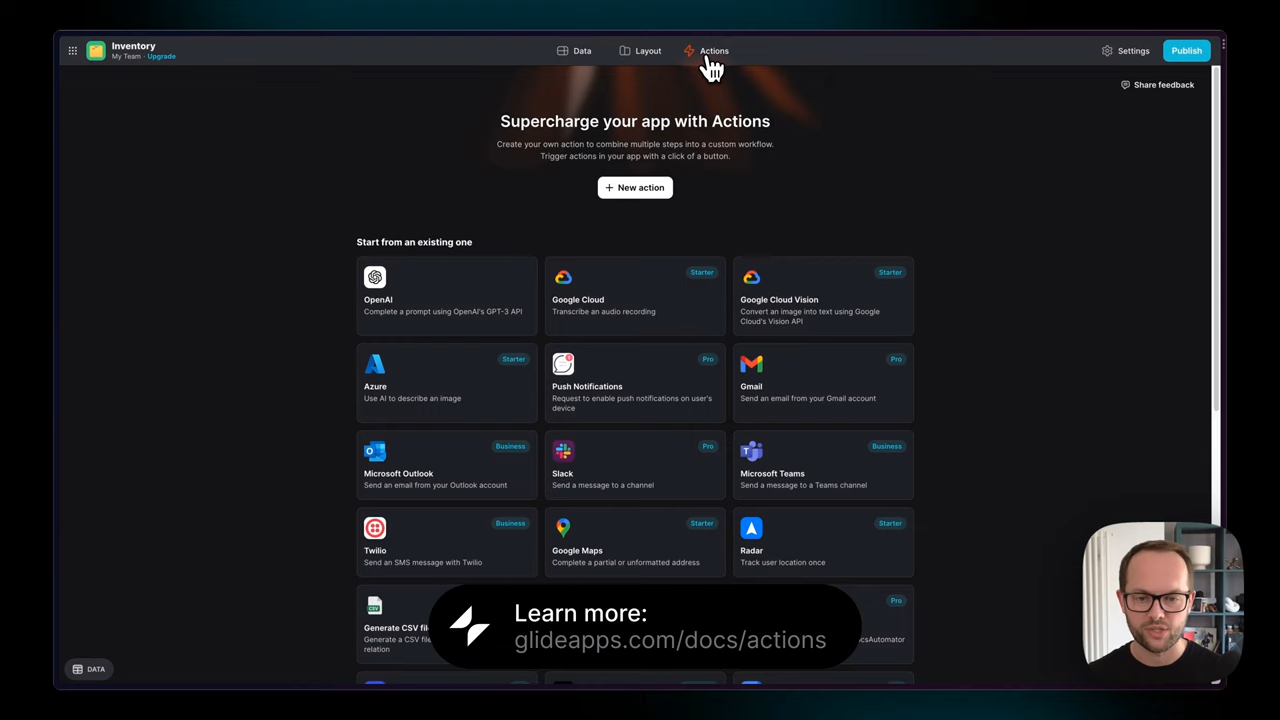 Inventory
My Team · Upgrade
Data
Layout
Actions
Settings
Publish
Share feedback
Supercharge your app with Actions
Create your own action to combine multiple steps into a custom workflow.
Trigger actions in your app with a click of a button.
+ New action
Start from an existing one
OpenAI
Complete a prompt using OpenAI's GPT-3 API
Starter
Google Cloud
Transcribe an audio recording
Starter
Google Cloud Vision
Convert an image into text using Google
Cloud's Vision API
Starter
Azure
Use AI to describe an image
Pro
Push Notifications
Request to enable push notifications on user's
device
Pro
Gmail
Send an email from your Gmail account
Business
Microsoft Outlook
Send an email from your Outlook account
Pro
Slack
Send a message to a channel
Business
Microsoft Teams
Send a message to a Teams channel
Business
Twilio
Send an SMS message with Twilio
Starter
Google Maps
Complete a partial or unformatted address
Starter
Radar
Track user location once
Generate CSV
Generate a CSV
relation
Pro
DocsAutomator
Learn more:
glideapps.com/docs/actions
DATA